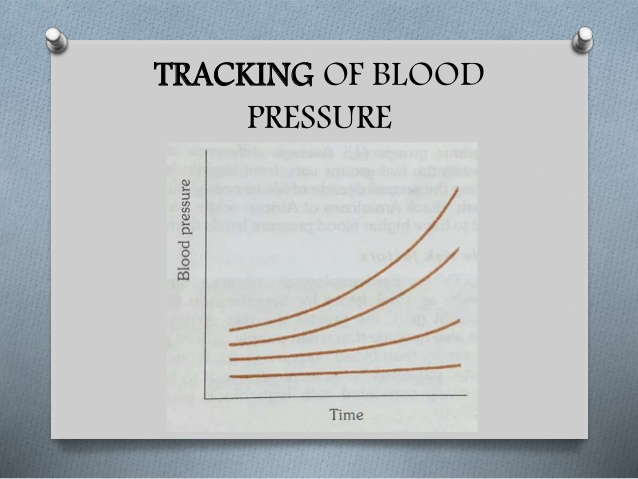 TRACKING OF BLOOD
PRESSURE
Blood pressure
Time